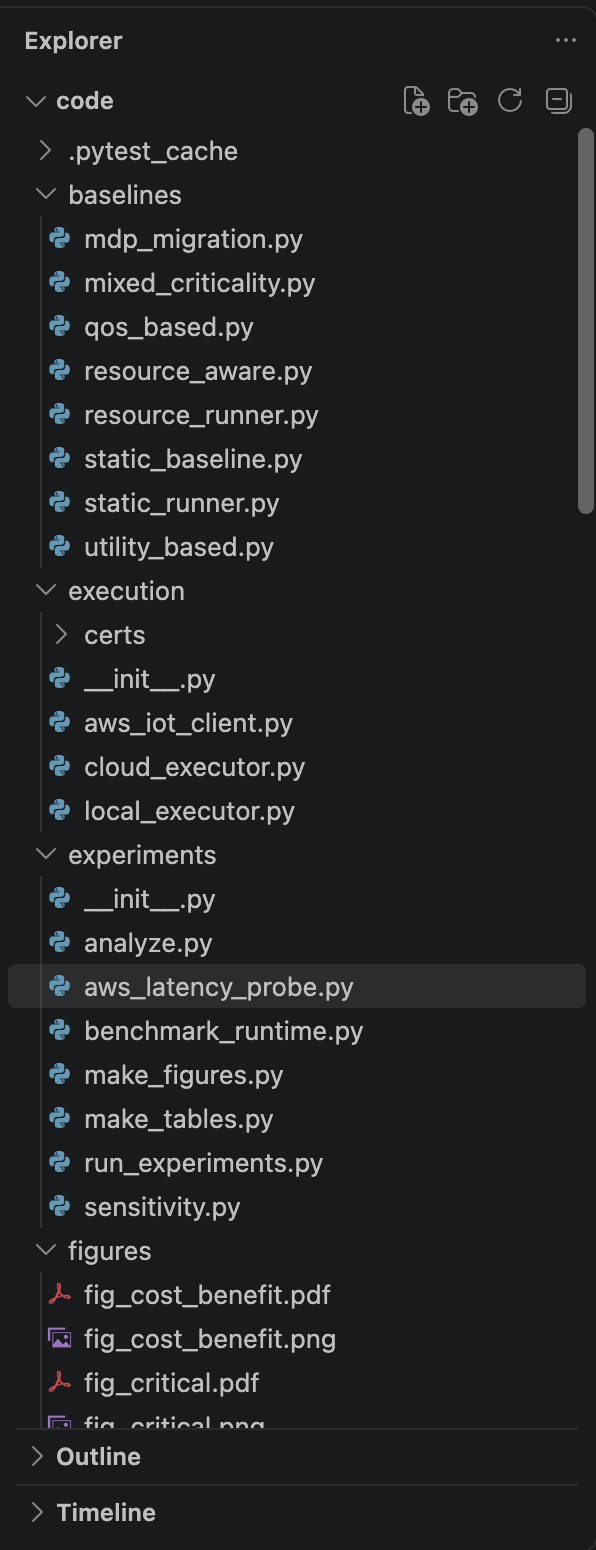 Explorer
code
.pytest_cache
baselines
mdp_migration.py
mixed_criticality.py
qos_based.py
resource_aware.py
resource_runner.py
static_baseline.py
static_runner.py
utility_based.py
execution
certs
__init__.py
aws_iot_client.py
cloud_executor.py
local_executor.py
experiments
__init__.py
analyze.py
aws_latency_probe.py
benchmark_runtime.py
make_figures.py
make_tables.py
run_experiments.py
sensitivity.py
figures
fig_cost_benefit.pdf
fig_cost_benefit.png
fig_critical.pdf
fig_critical.png
Outline
Timeline